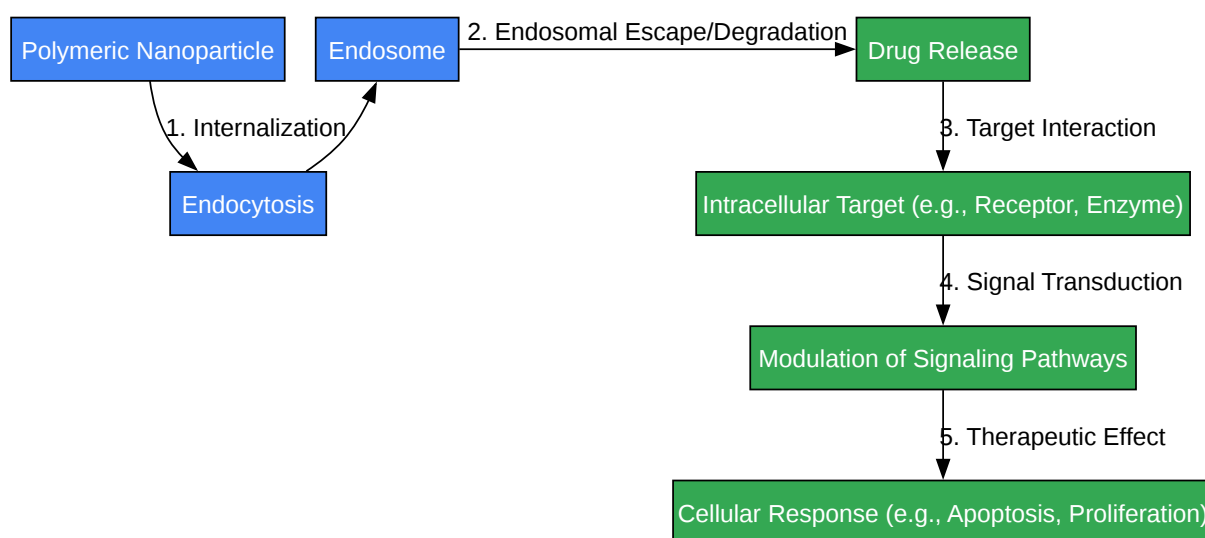 Polymeric Nanoparticle
1. Internalization
Endocytosis
Endosome
2. Endosomal Escape/Degradation
Drug Release
3. Target Interaction
Intracellular Target (e.g., Receptor, Enzyme)
4. Signal Transduction
Modulation of Signaling Pathways
5. Therapeutic Effect
Cellular Response (e.g., Apoptosis, Proliferation)